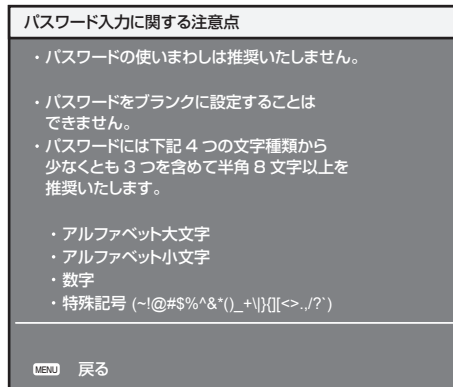 パスワード入力に関する注意点
・パスワードの使いまわしは推奨いたしません。
・パスワードをブランクに設定することは
できません。
・パスワードには下記 4 つの文字種類から
少なくとも 3 つを含めて半角 8 文字以上を
推奨いたします。
・アルファベット大文字
・アルファベット小文字
・数字
・特殊記号 (~!@#$%^&*()_+\|}{][<>.,/?`)
MENU 戻る